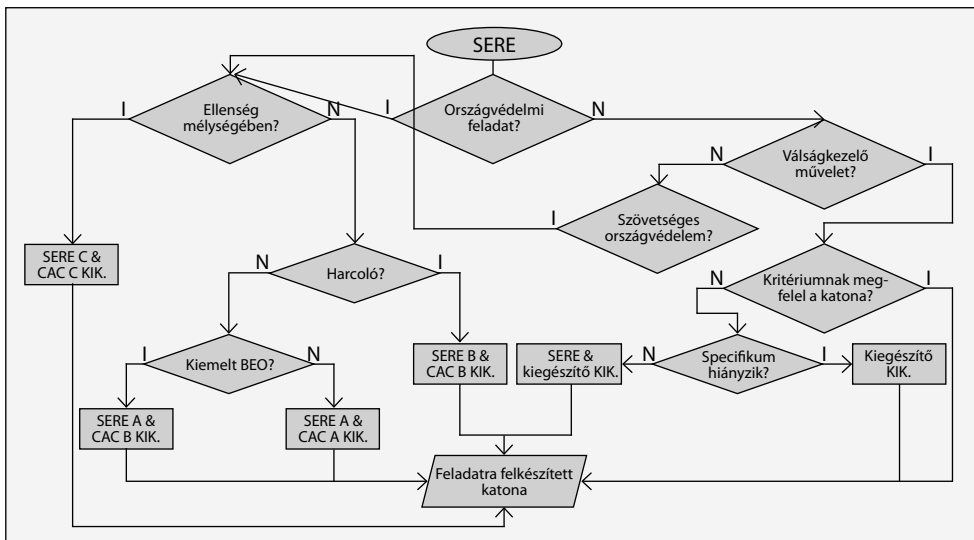 SERE
I
Ellenség
mélységében?
N
I
Országvédelmi
feladat?
N
N
Válságkezelő
művelet?
I
I
Szövetséges
országvédelem?
SERE C &
CAC C KIK.
N
Harcoló?
I
N
Kritériumnak meg-
felel a katona?
I
I
Kiemelt BEO?
N
SERE B &
CAC B KIK.
SERE &
kiegészítő KIK.
N
Specifikum
hiányzik?
I
Kiegészítő
KIK.
SERE A &
CAC B KIK.
SERE A &
CAC A KIK.
Feladatra felkészített
katona